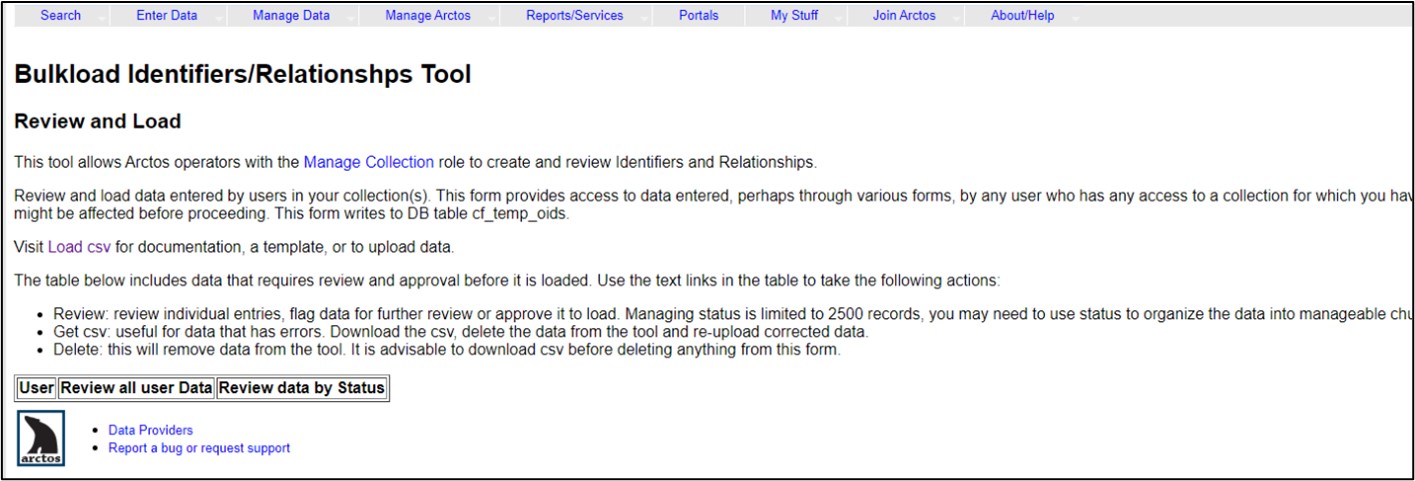 Search Enter Data Manage Data Manage Arctos Reports/Services Portals My Stuff Join Arctos About/Help
Bulkload Identifiers/Relationshps Tool
Review and Load
This tool allows Arctos operators with the Manage Collection role to create and review Identifiers and Relationships.
Review and load data entered by users in your collection(s). This form provides access to data entered, perhaps through various forms, by any user who has any access to a collection for which you hav
might be affected before proceeding. This form writes to DB table cf_temp_oids.
Visit Load csv for documentation, a template, or to upload data.
The table below includes data that requires review and approval before it is loaded. Use the text links in the table to take the following actions:
• Review: review individual entries, flag data for further review or approve it to load. Managing status is limited to 2500 records, you may need to use status to organize the data into manageable chu
• Get csv: useful for data that has errors. Download the csv, delete the data from the tool and re-upload corrected data.
• Delete: this will remove data from the tool. It is advisable to download csv before deleting anything from this form.
User Review all user Data Review data by Status
arctos
• Data Providers
• Report a bug or request support